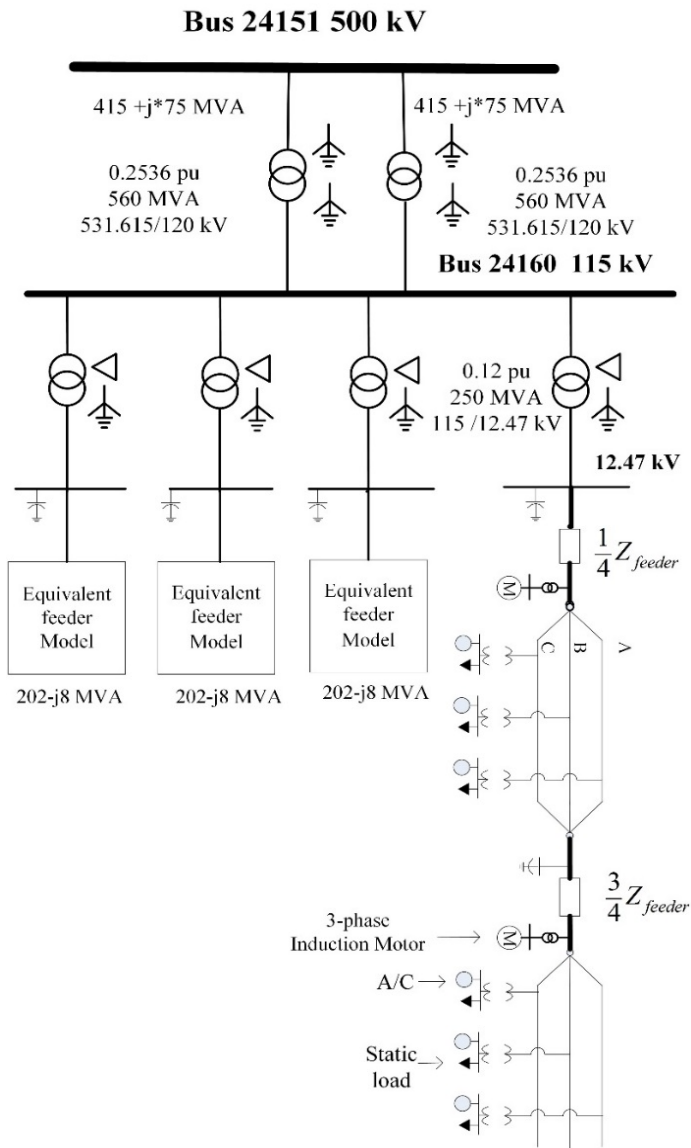 Bus 24151 500 kV
415 +j*75 MVA
415 +j*75 MVA
0.2536 pu
560 MVA
531.615/120 kV
0.2536 pu
560 MVA
531.615/120 kV
Bus 24160 115 kV
0.12 pu
250 MVA
115 /12.47 kV
12.47 kV
Equivalent
feeder
Model
202-j8 MVA
Equivalent
feeder
Model
202-j8 MVA
Equivalent
feeder
Model
202-j8 MVA
1/4 Z feeder
M
C
B
A
3/4 Z feeder
3-phase
Induction Motor
M
A/C
Static
load